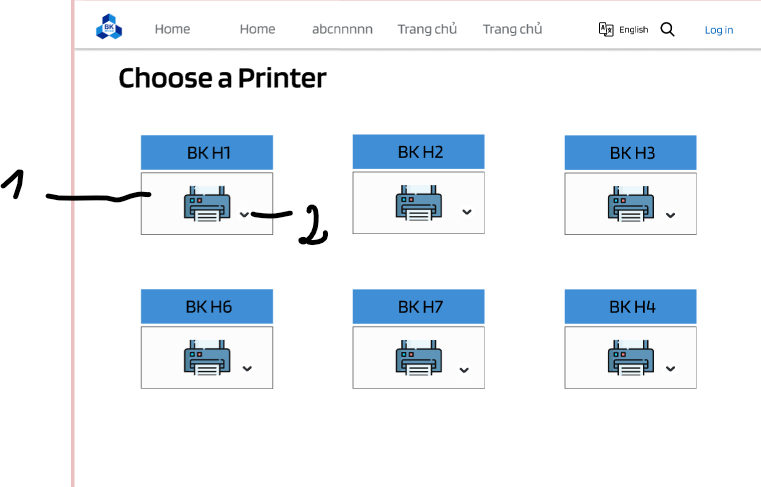 BK
Home Home abcnnnnn Trang chủ Trang chủ English Log in
Choose a Printer
BK H1 BK H2 BK H3
1
2
BK H6 BK H7 BK H4